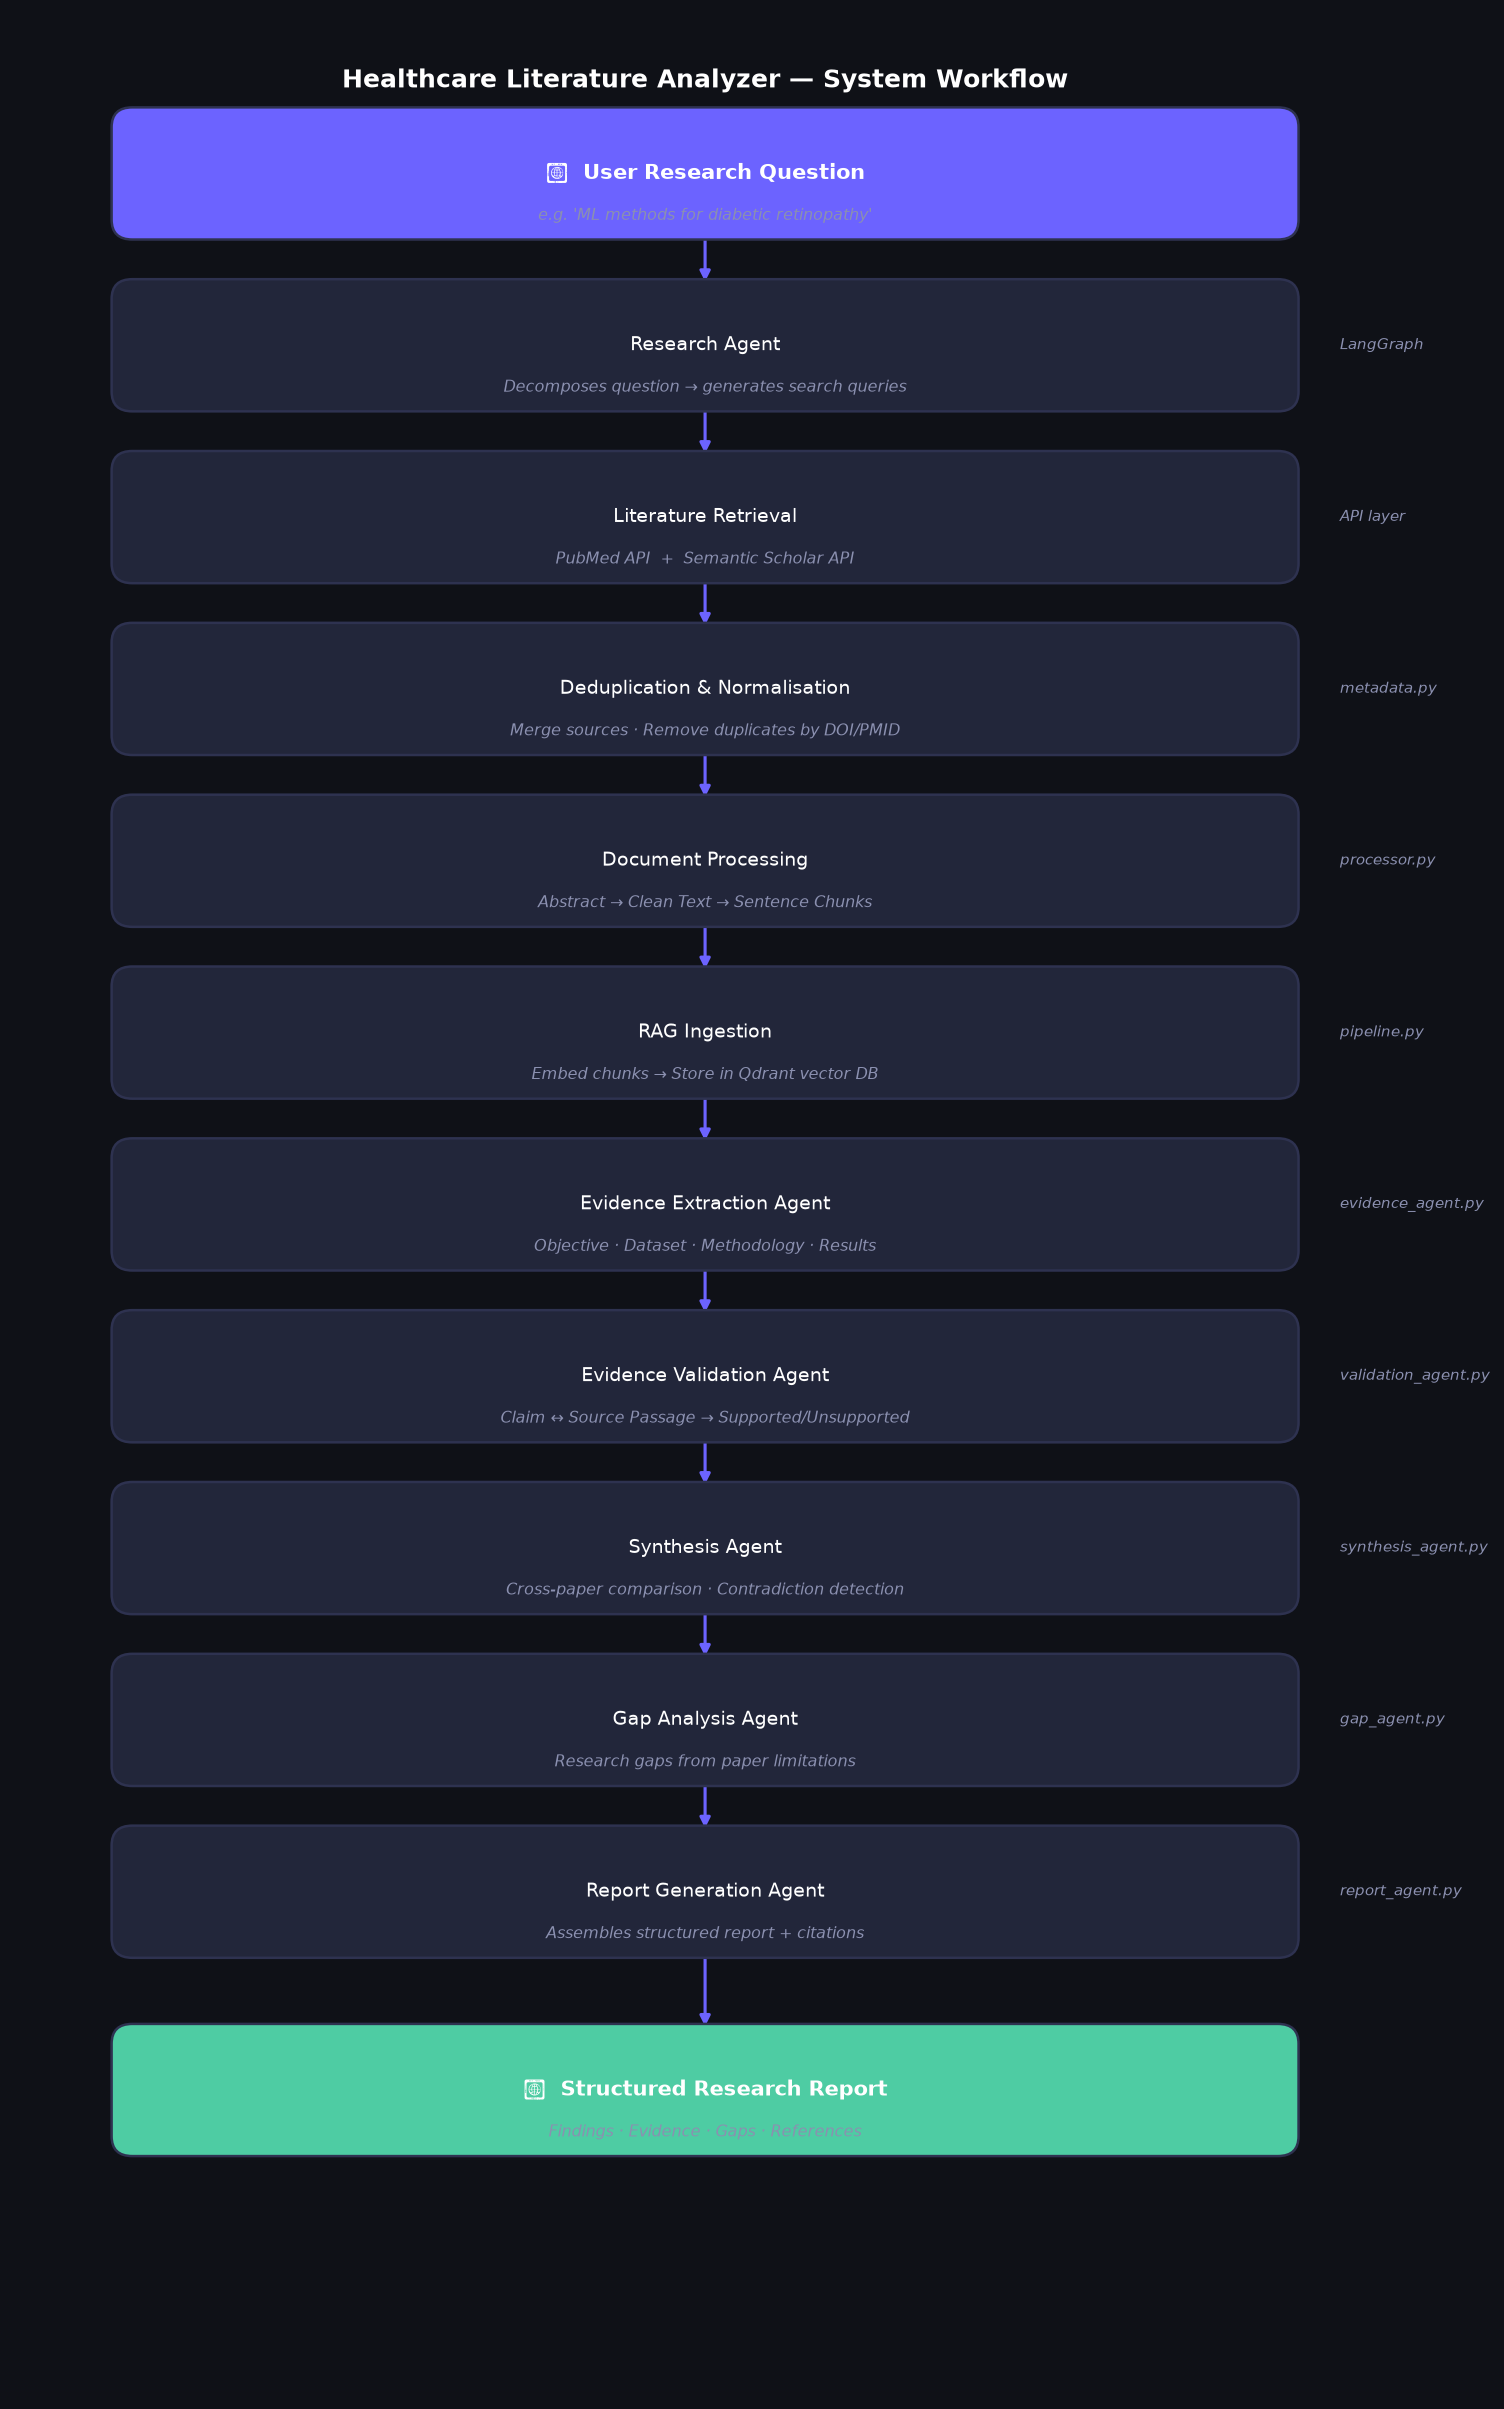 Healthcare Literature Analyzer — System Workflow
User Research Question
e.g. 'ML methods for diabetic retinopathy'
Research Agent
LangGraph
Decomposes question → generates search queries
Literature Retrieval
API layer
PubMed API + Semantic Scholar API
Deduplication & Normalisation
metadata.py
Merge sources · Remove duplicates by DOI/PMID
Document Processing
processor.py
Abstract → Clean Text → Sentence Chunks
RAG Ingestion
pipeline.py
Embed chunks → Store in Qdrant vector DB
Evidence Extraction Agent
evidence_agent.py
Objective · Dataset · Methodology · Results
Evidence Validation Agent
validation_agent.py
Claim ↔ Source Passage → Supported/Unsupported
Synthesis Agent
synthesis_agent.py
Cross-paper comparison · Contradiction detection
Gap Analysis Agent
gap_agent.py
Research gaps from paper limitations
Report Generation Agent
report_agent.py
Assembles structured report + citations
Structured Research Report
Findings · Evidence · Gaps · References